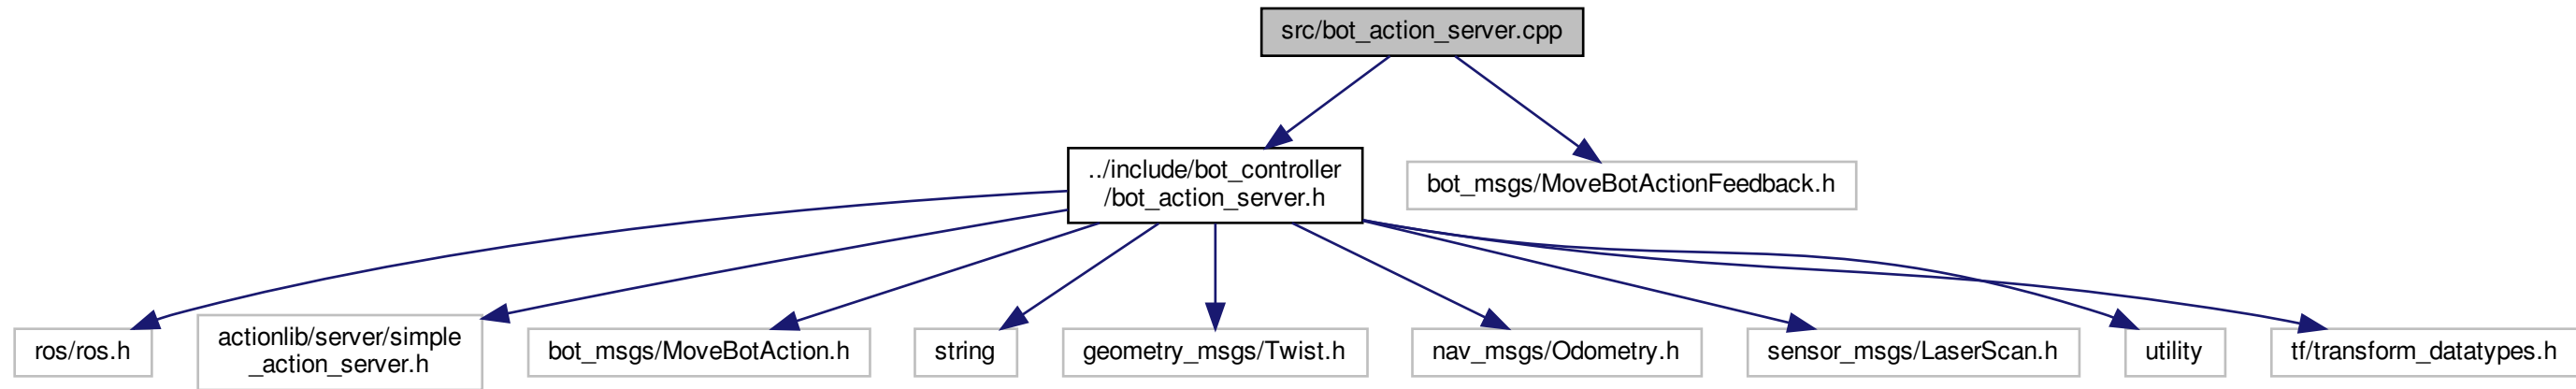 src/bot_action_server.cpp
../include/bot_controller
/bot_action_server.h
bot_msgs/MoveBotActionFeedback.h
ros/ros.h
actionlib/server/simple
_action_server.h
bot_msgs/MoveBotAction.h
string
geometry_msgs/Twist.h
nav_msgs/Odometry.h
sensor_msgs/LaserScan.h
utility
tf/transform_datatypes.h